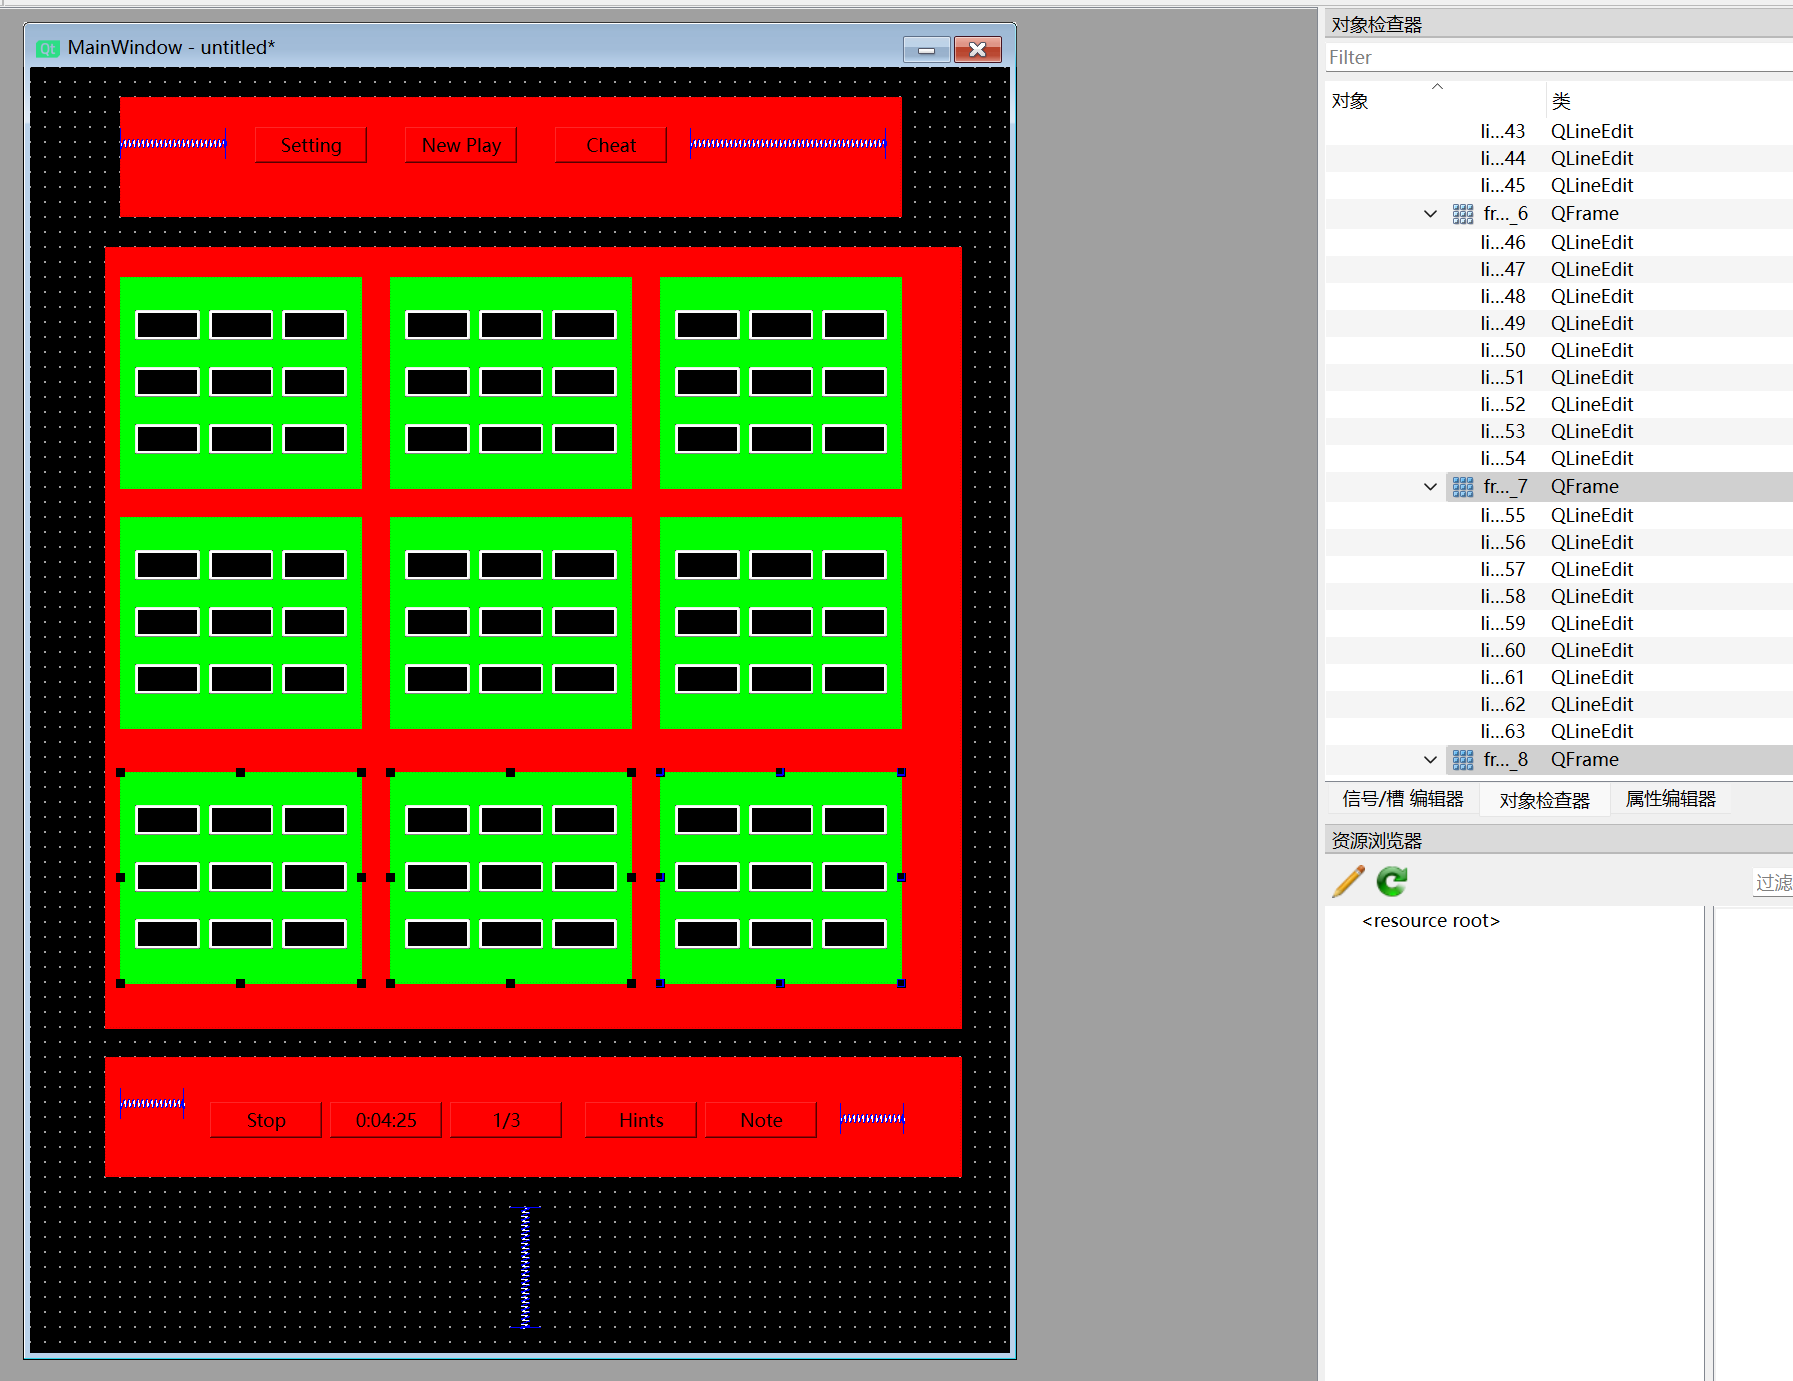 Qt MainWindow - untitled*
Setting New Play Cheat
Stop 0:04:25 1/3 Hints Note
对象检查器
Filter
对象 类
li...43 QLineEdit
li...44 QLineEdit
li...45 QLineEdit
fr..._6 QFrame
li...46 QLineEdit
li...47 QLineEdit
li...48 QLineEdit
li...49 QLineEdit
li...50 QLineEdit
li...51 QLineEdit
li...52 QLineEdit
li...53 QLineEdit
li...54 QLineEdit
fr..._7 QFrame
li...55 QLineEdit
li...56 QLineEdit
li...57 QLineEdit
li...58 QLineEdit
li...59 QLineEdit
li...60 QLineEdit
li...61 QLineEdit
li...62 QLineEdit
li...63 QLineEdit
fr..._8 QFrame
信号/槽 编辑器 对象检查器 属性编辑器
资源浏览器
过滤
<resource root>